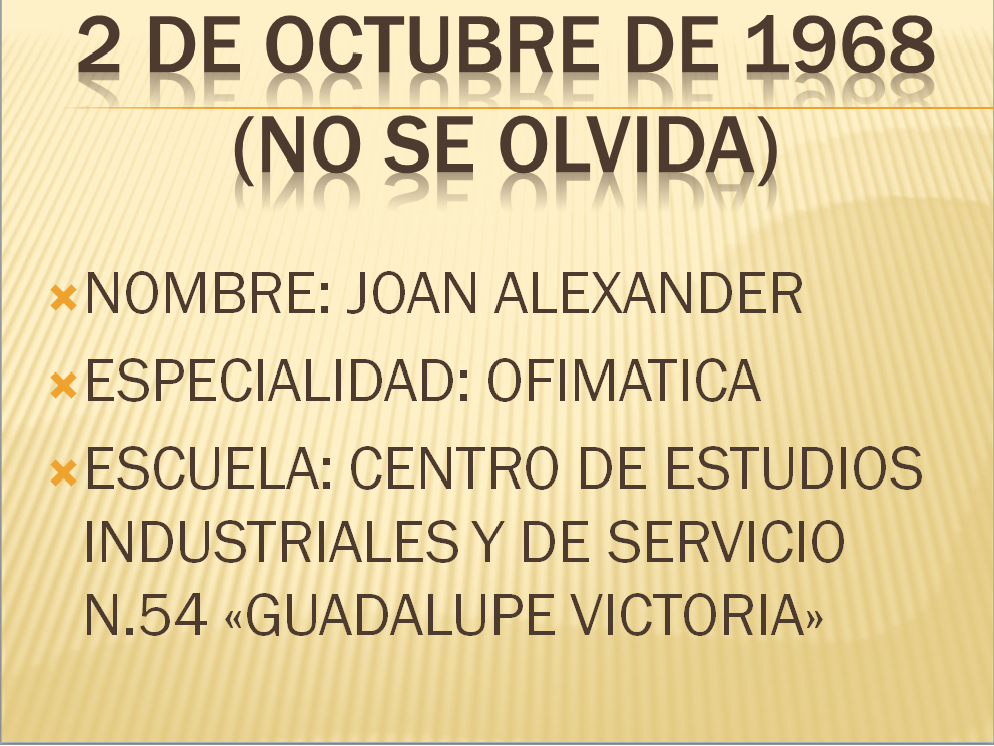 2 DE OCTUBRE DE 1968
(NO SE OLVIDA)
NOMBRE: JOAN ALEXANDER
ESPECIALIDAD: OFIMATICA
ESCUELA: CENTRO DE ESTUDIOS
INDUSTRIALES Y DE SERVICIO
N.54 «GUADALUPE VICTORIA»